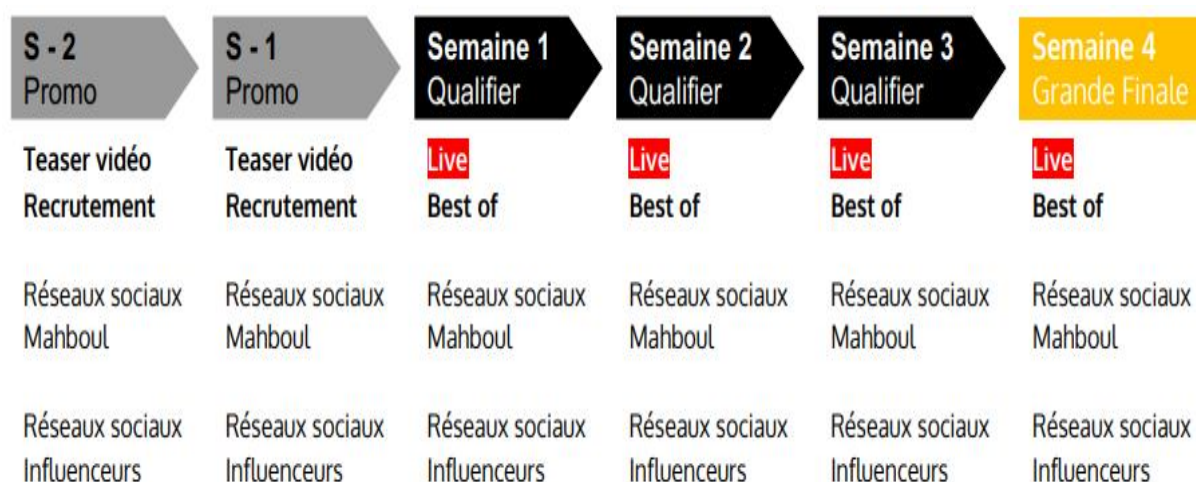 S - 2
Promo
S - 1
Promo
Semaine 1
Qualifier
Semaine 2
Qualifier
Semaine 3
Qualifier
Semaine 4
Grande Finale
Teaser vidéo
Recrutement
Teaser vidéo
Recrutement
Live
Best of
Live
Best of
Live
Best of
Live
Best of
Réseaux sociaux
Mahboul
Réseaux sociaux
Mahboul
Réseaux sociaux
Mahboul
Réseaux sociaux
Mahboul
Réseaux sociaux
Mahboul
Réseaux sociaux
Mahboul
Réseaux sociaux
Influenceurs
Réseaux sociaux
Influenceurs
Réseaux sociaux
Influenceurs
Réseaux sociaux
Influenceurs
Réseaux sociaux
Influenceurs
Réseaux sociaux
Influenceurs